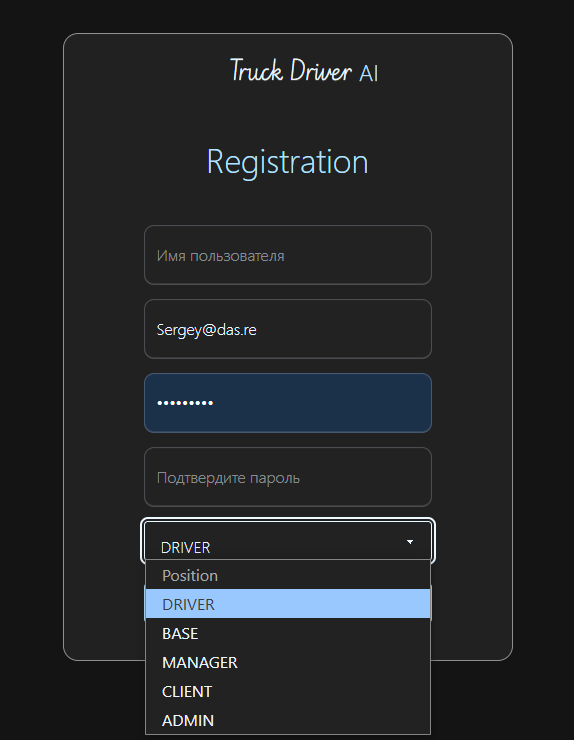 Truck Driver AI
Registration
Имя пользователя
Sergey@das.re
•••••••••
Подтвердите пароль
DRIVER
Position
DRIVER
BASE
MANAGER
CLIENT
ADMIN